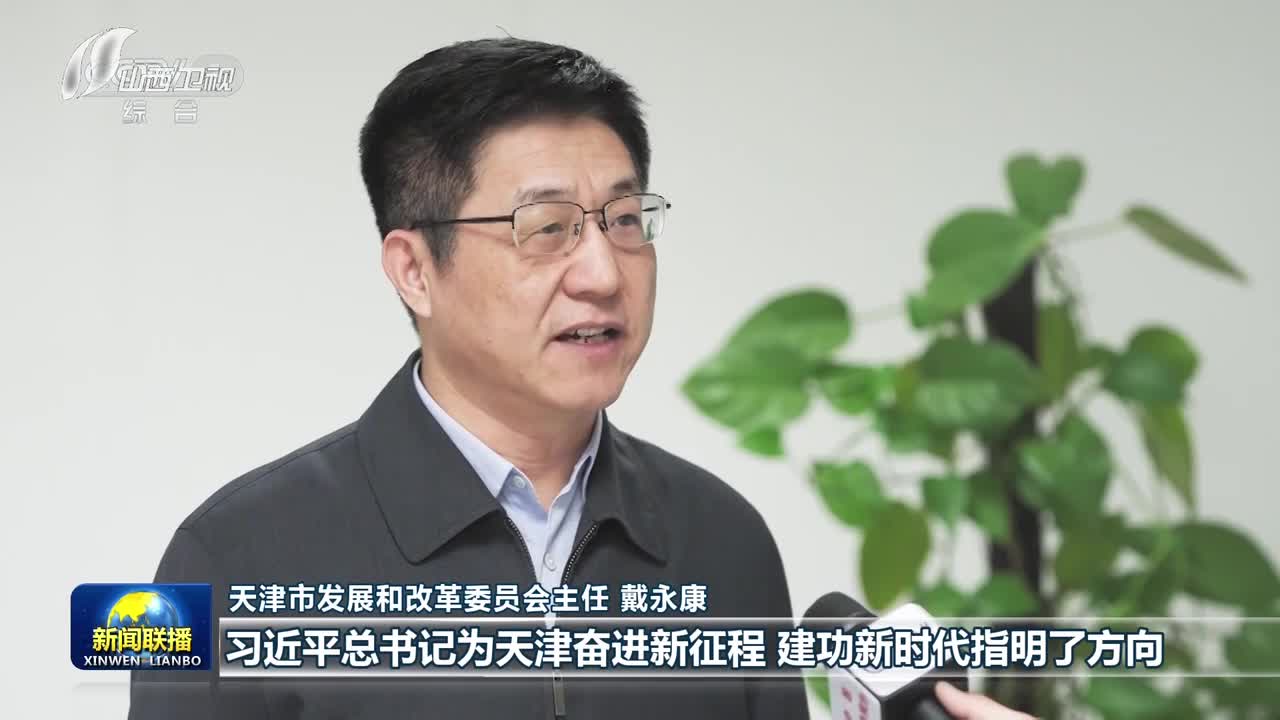 山西卫视
综合
天津市发展和改革委员会主任 戴永康
新闻联播
XINWEN LIANBO
习近平总书记为天津奋进新征程 建功新时代指明了方向